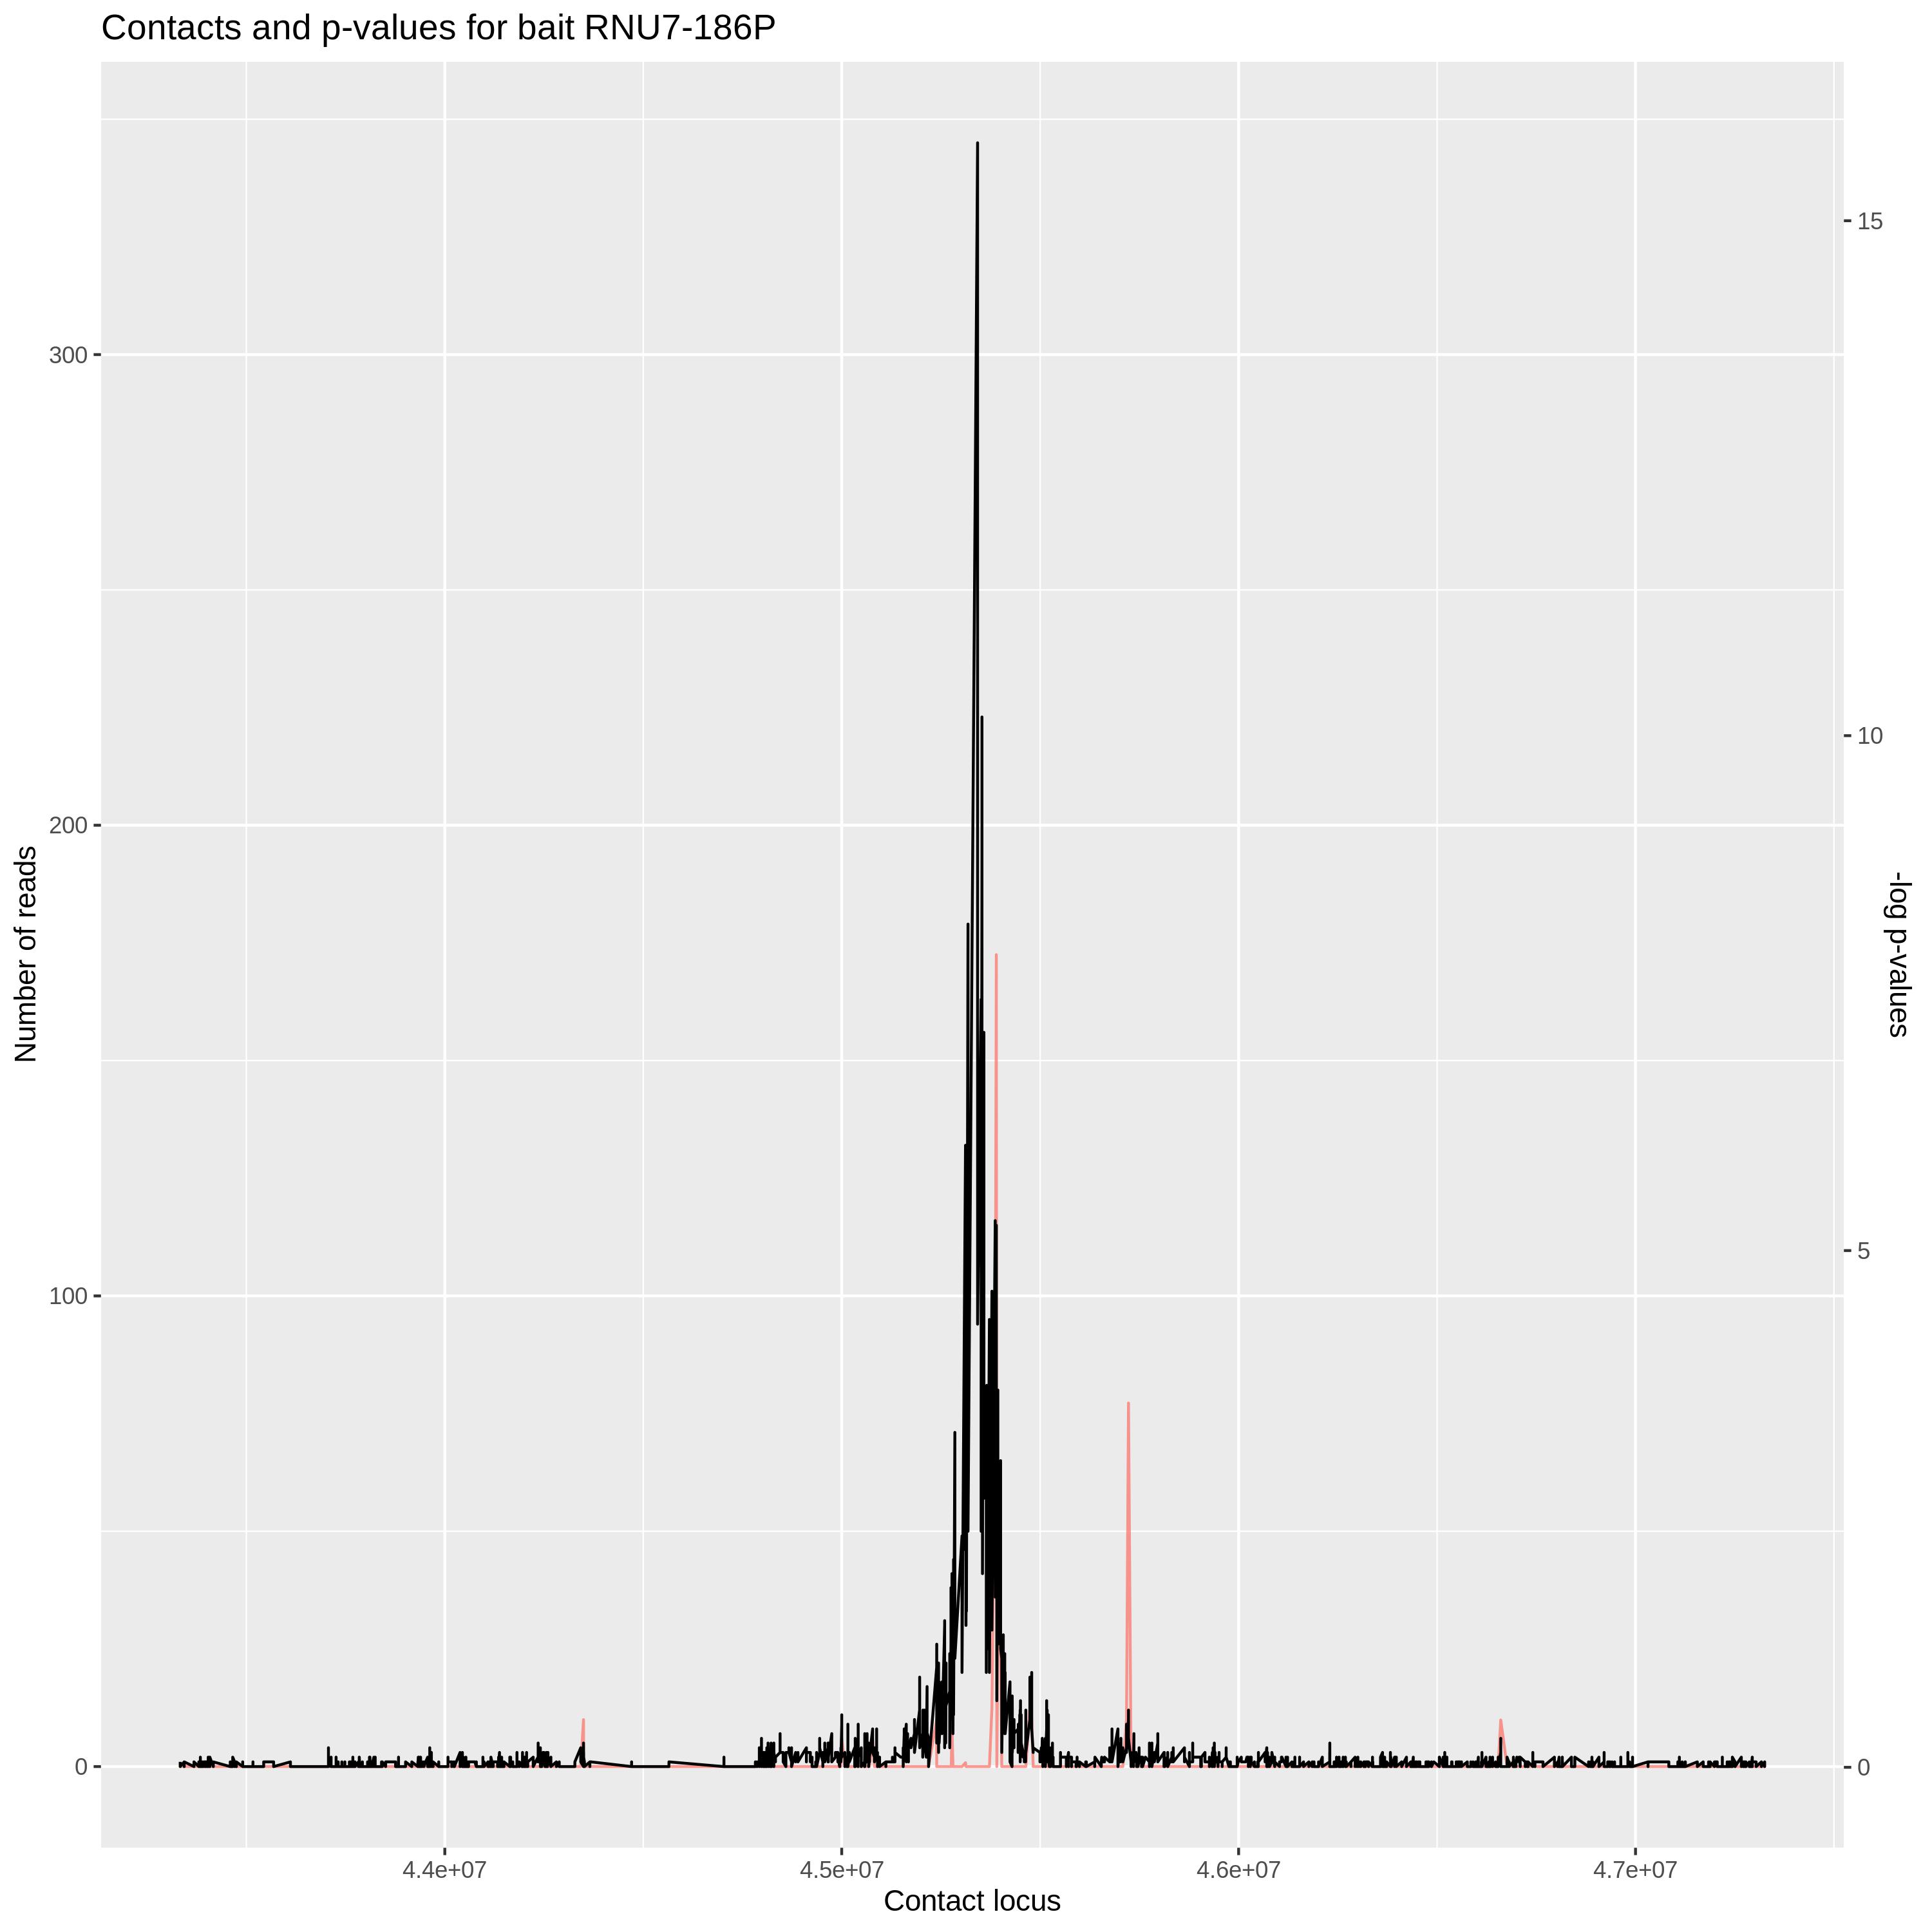 Contacts and p-values for bait RNU7-186P
Number of reads
300
200
100
0
15
10
5
0
-log p-values
4.4e+07
4.5e+07
4.6e+07
4.7e+07
Contact locus